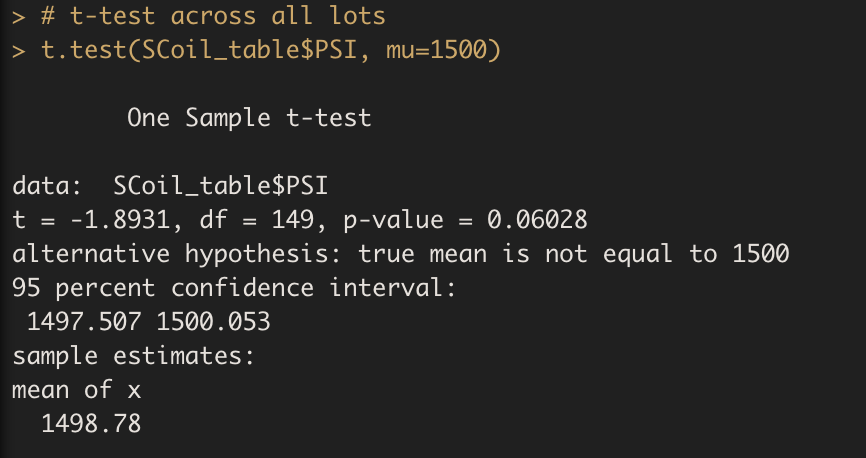 > # t-test across all lots
> t.test(SCoil_table$PSI, mu=1500)
One Sample t-test
data:  SCoil_table$PSI
t = -1.8931, df = 149, p-value = 0.06028
alternative hypothesis: true mean is not equal to 1500
95 percent confidence interval:
1497.507 1500.053
sample estimates:
mean of x
1498.78